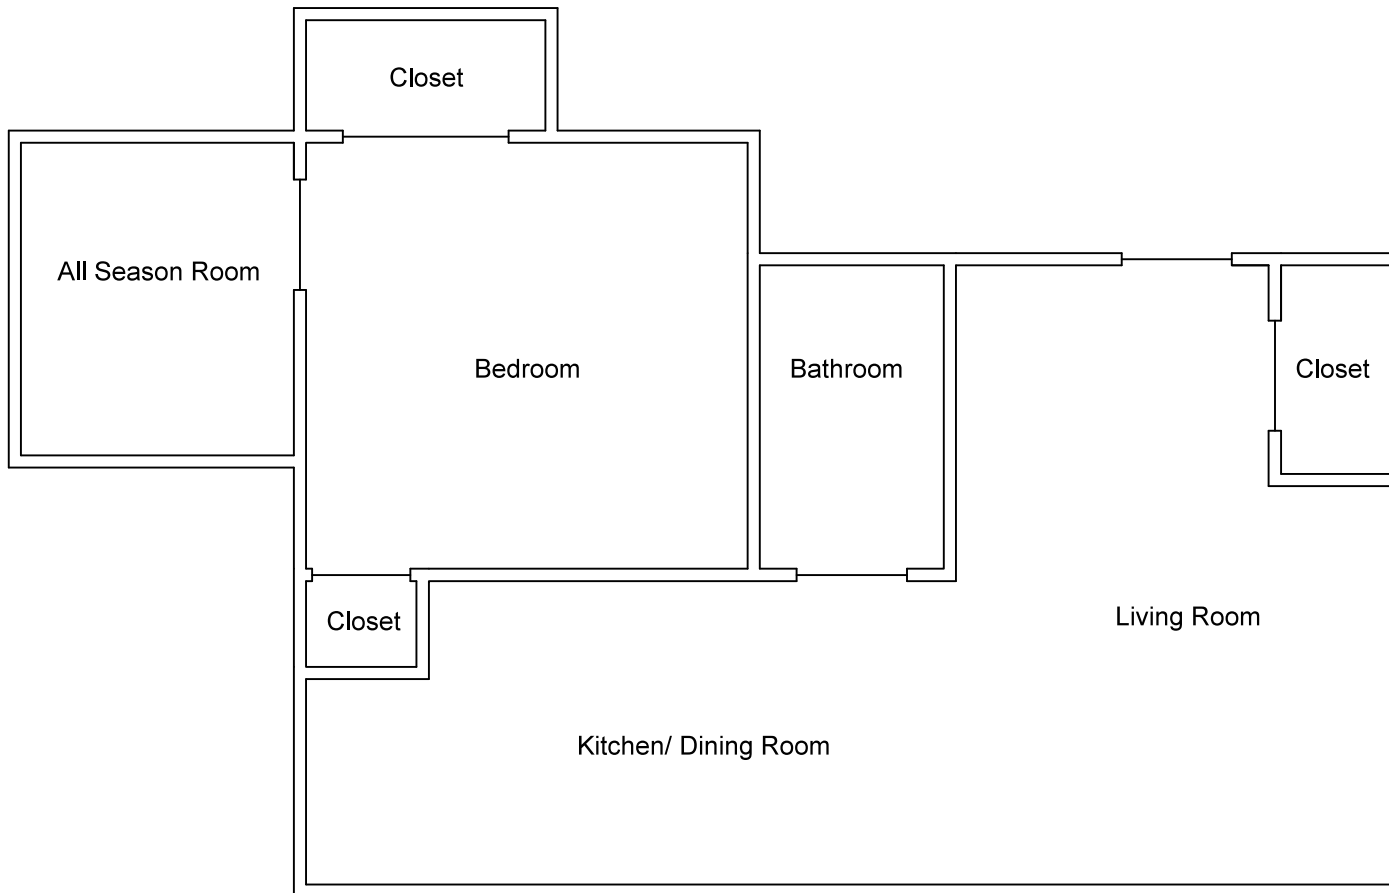 Closet
All Season Room
Bedroom
Bathroom
Closet
Closet
Living Room
Kitchen/ Dining Room